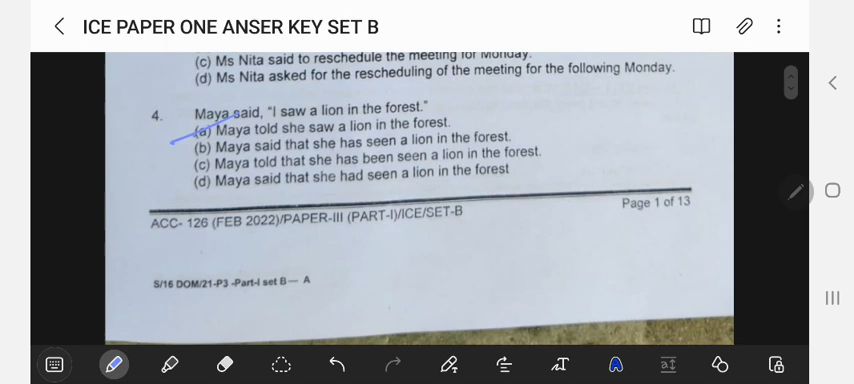 ICE PAPER ONE ANSER KEY SET B
(c) Ms Nita said to reschedule the meeting for Monday.
(d) Ms Nita asked for the rescheduling of the meeting for the following Monday.
4. Maya said, "I saw a lion in the forest."
(a) Maya told she saw a lion in the forest.
(b) Maya said that she has seen a lion in the forest.
(c) Maya told that she has been seen a lion in the forest.
(d) Maya said that she had seen a lion in the forest
ACC- 126 (FEB 2022)/PAPER-III (PART-I)/ICE/SET-B Page 1 of 13
S/16 DOM/21-P3 -Part-I set B— A